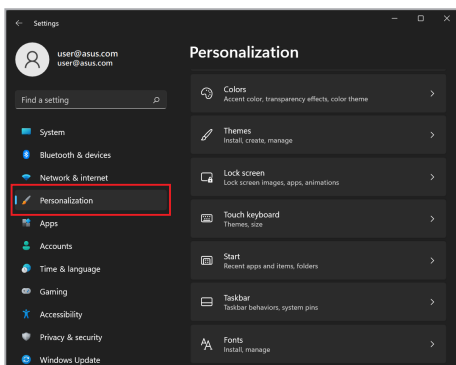 Settings
user@asus.com
user@asus.com
Find a setting
System
Bluetooth & devices
Network & internet
Personalization
Apps
Accounts
Time & language
Gaming
Accessibility
Privacy & security
Windows Update
Personalization
Colors
Accent color, transparency effects, color theme
Themes
Install, create, manage
Lock screen
Lock screen images, apps, animations
Touch keyboard
Themes, size
Start
Recent apps and items, folders
Taskbar
Taskbar behaviors, system pins
Fonts
Install, manage